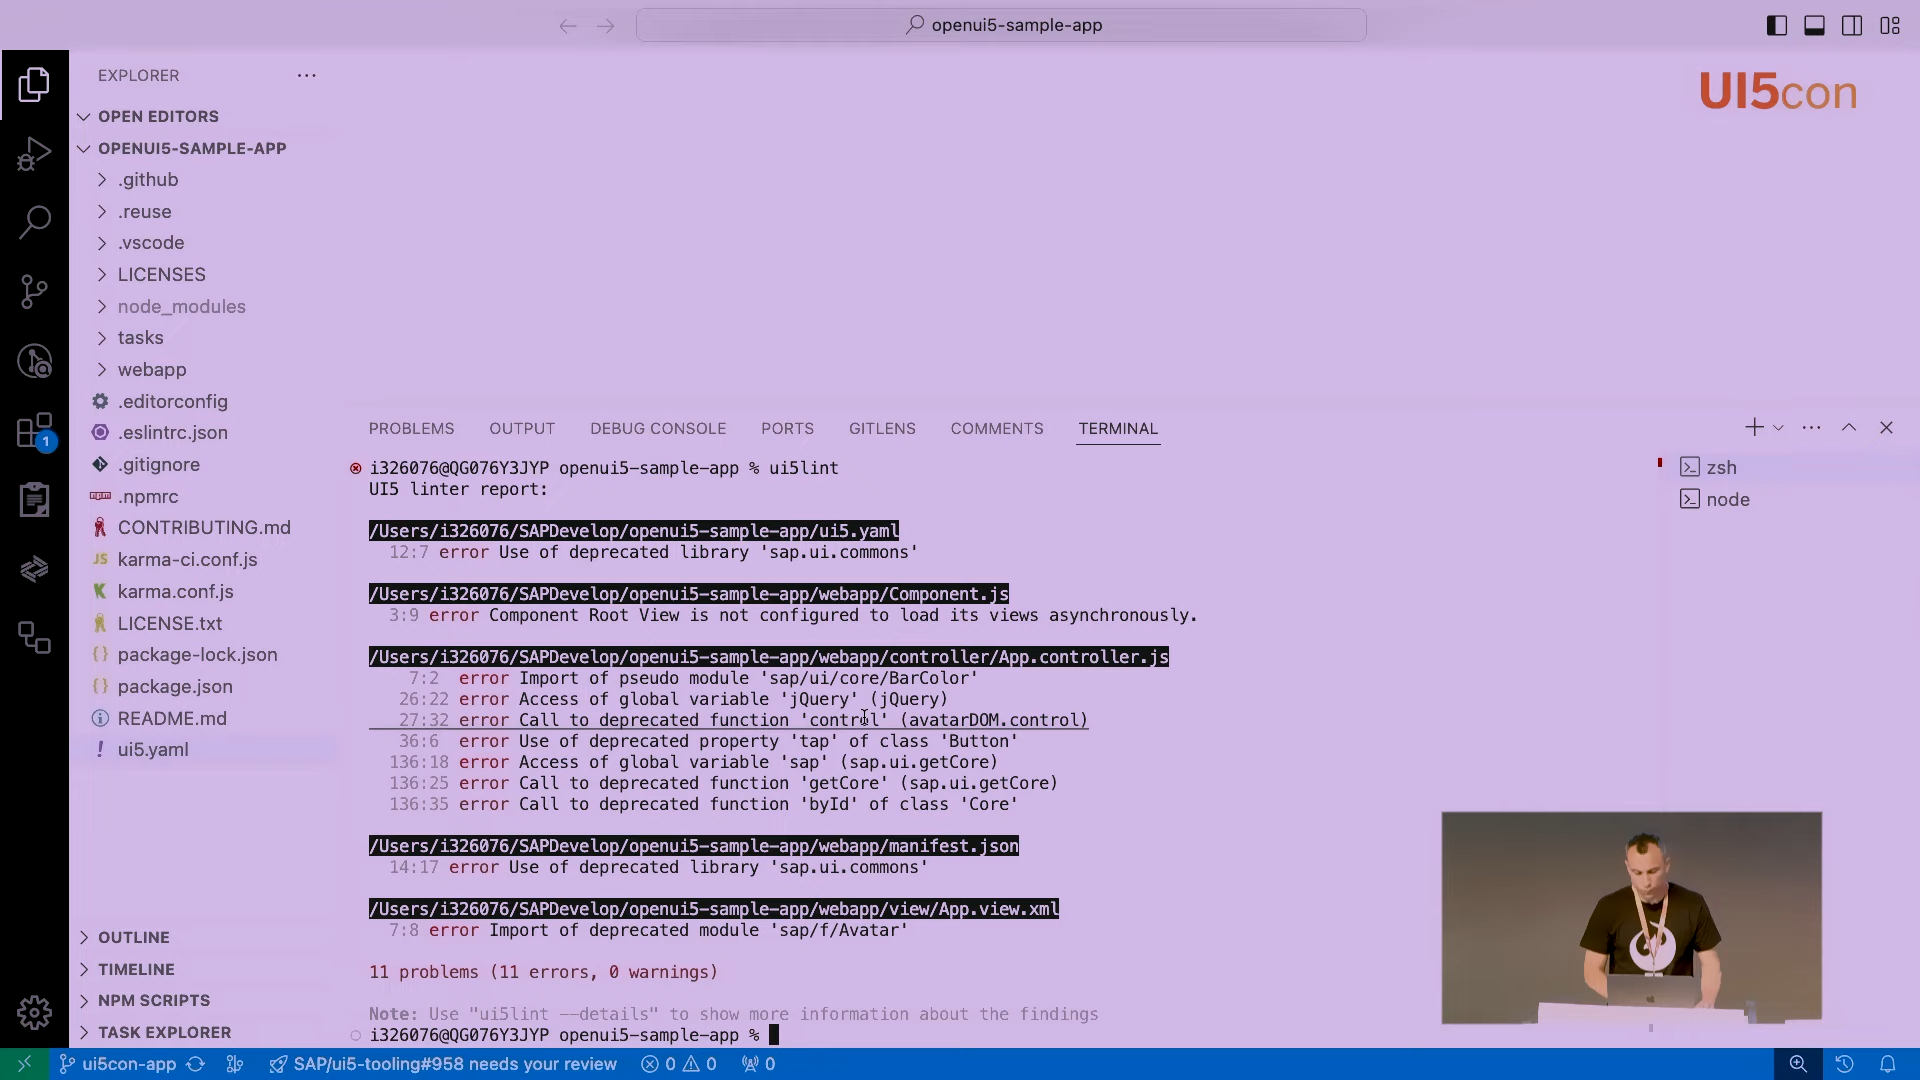 openui5-sample-app
UI5con
EXPLORER
OPEN EDITORS
OPENUI5-SAMPLE-APP
.github
.reuse
.vscode
LICENSES
node_modules
tasks
webapp
.editorconfig
.eslintrc.json
.gitignore
.npmrc
CONTRIBUTING.md
JS karma-ci.conf.js
karma.conf.js
LICENSE.txt
{} package-lock.json
{} package.json
README.md
! ui5.yaml
OUTLINE
TIMELINE
NPM SCRIPTS
TASK EXPLORER
1
PROBLEMS OUTPUT DEBUG CONSOLE PORTS GITLENS COMMENTS TERMINAL
zsh
node
i326076@QG076Y3JYP openui5-sample-app % ui5lint
UI5 linter report:
/Users/i326076/SAPDevelop/openui5-sample-app/ui5.yaml
12:7 error Use of deprecated library 'sap.ui.commons'
/Users/i326076/SAPDevelop/openui5-sample-app/webapp/Component.js
3:9 error Component Root View is not configured to load its views asynchronously.
/Users/i326076/SAPDevelop/openui5-sample-app/webapp/controller/App.controller.js
7:2 error Import of pseudo module 'sap/ui/core/BarColor'
26:22 error Access of global variable 'jQuery' (jQuery)
27:32 error Call to deprecated function 'control' (avatarDOM.control)
36:6 error Use of deprecated property 'tap' of class 'Button'
136:18 error Access of global variable 'sap' (sap.ui.getCore)
136:25 error Call to deprecated function 'getCore' (sap.ui.getCore)
136:35 error Call to deprecated function 'byId' of class 'Core'
/Users/i326076/SAPDevelop/openui5-sample-app/webapp/manifest.json
14:17 error Use of deprecated library 'sap.ui.commons'
/Users/i326076/SAPDevelop/openui5-sample-app/webapp/view/App.view.xml
7:8 error Import of deprecated module 'sap/f/Avatar'
11 problems (11 errors, 0 warnings)
Note: Use "ui5lint --details" to show more information about the findings
i326076@QG076Y3JYP openui5-sample-app %
ui5con-app SAP/ui5-tooling#958 needs your review 0 0 0